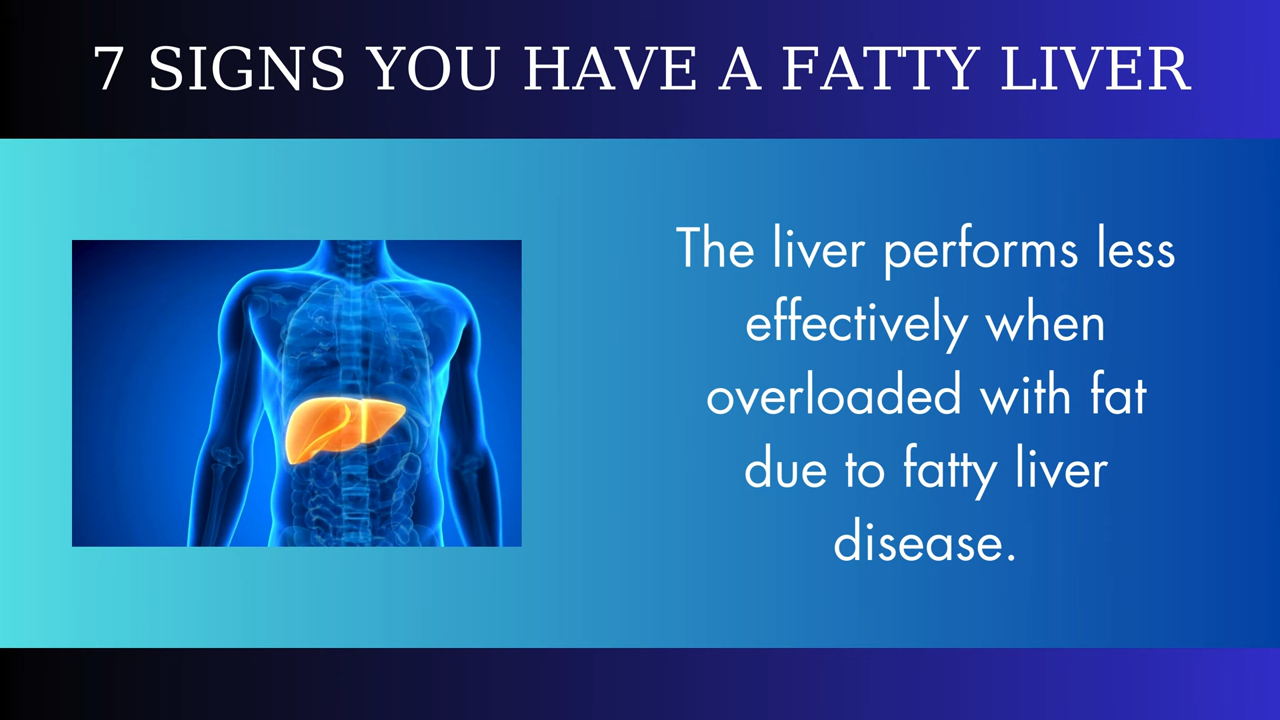 7 SIGNS YOU HAVE A FATTY LIVER
The liver performs less
effectively when
overloaded with fat
due to fatty liver
disease.